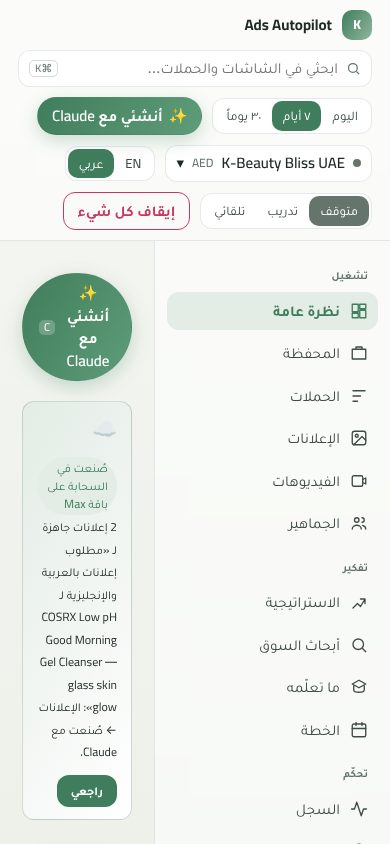 K Ads Autopilot
ابحثي في الشاشات والحملات... ⌘K
اليوم ٧ أيام ٣٠ يوماً ✨ أنشئي مع Claude
K-Beauty Bliss UAE AED ▾ EN عربي
متوقف تدريب تلقائي إيقاف كل شيء
تشغيل
نظرة عامة
المحفظة
الحملات
الإعلانات
الفيديوهات
الجماهير
تفكير
الاستراتيجية
أبحاث السوق
ما تعلّمه
الخطة
تحكّم
السجل
✨
أنشئي
مع
Claude
C
صُنعت في
السحابة على
باقة Max
2 إعلانات جاهزة
لـ «مطلوب
إعلانات بالعربية
والإنجليزية لـ
COSRX Low pH
Good Morning
Gel Cleanser —
glass skin
glow»: الإعلانات
← صُنعت مع
Claude.
راجعي